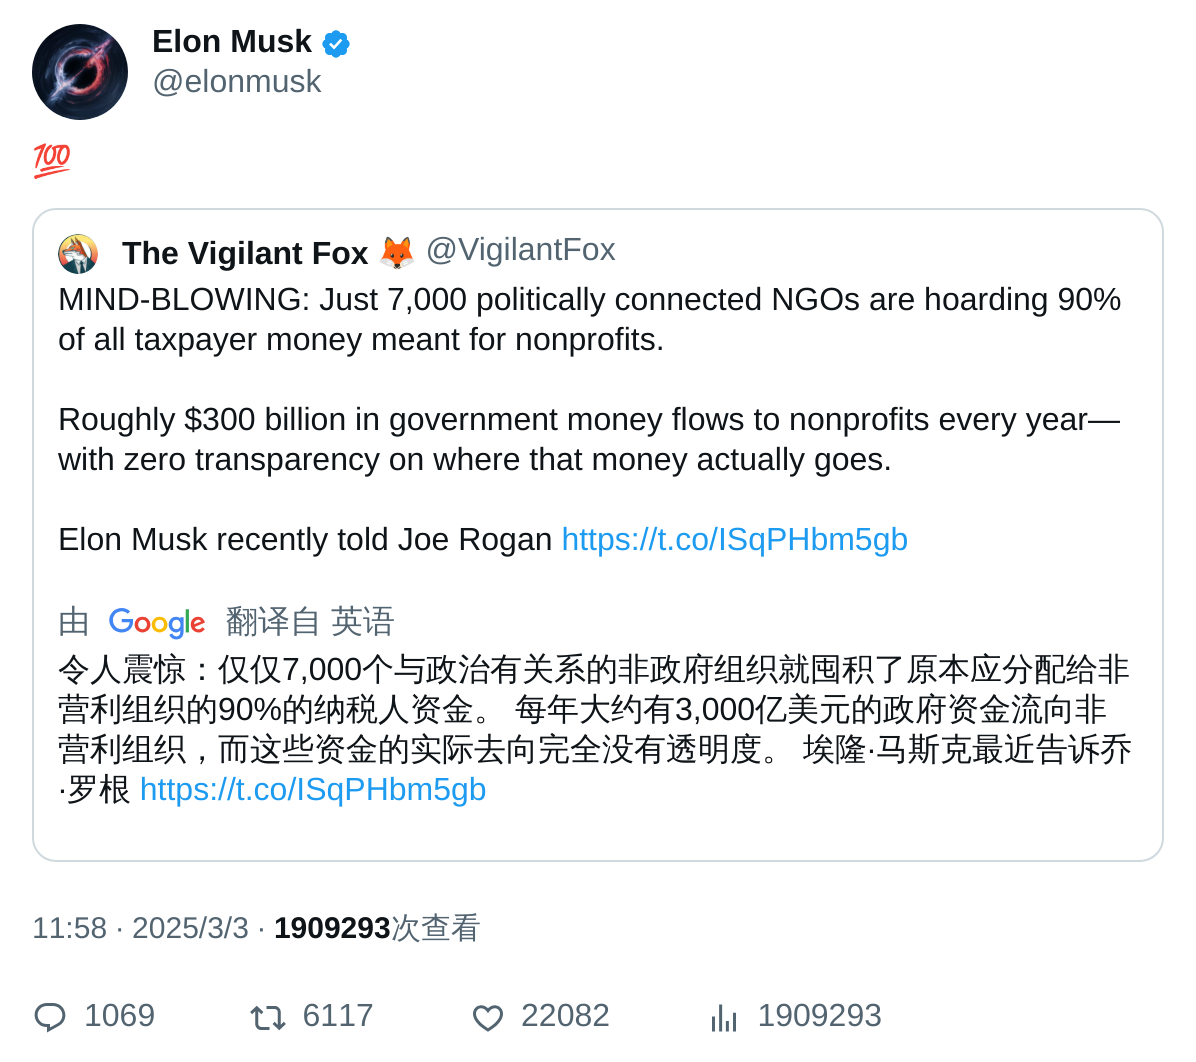 Elon Musk
@elonmusk
💯
The Vigilant Fox 🦊 @VigilantFox
MIND-BLOWING: Just 7,000 politically connected NGOs are hoarding 90%
of all taxpayer money meant for nonprofits.
Roughly $300 billion in government money flows to nonprofits every year—
with zero transparency on where that money actually goes.
Elon Musk recently told Joe Rogan https://t.co/ISqPHbm5gb
由 Google 翻译自 英语
令人震惊：仅仅7,000个与政治有关系的非政府组织就囤积了原本应分配给非
营利组织的90%的纳税人资金。 每年大约有3,000亿美元的政府资金流向非
营利组织，而这些资金的实际去向完全没有透明度。 埃隆·马斯克最近告诉乔
·罗根 https://t.co/ISqPHbm5gb
11:58 · 2025/3/3 · 1909293次查看
1069 6117 22082 1909293